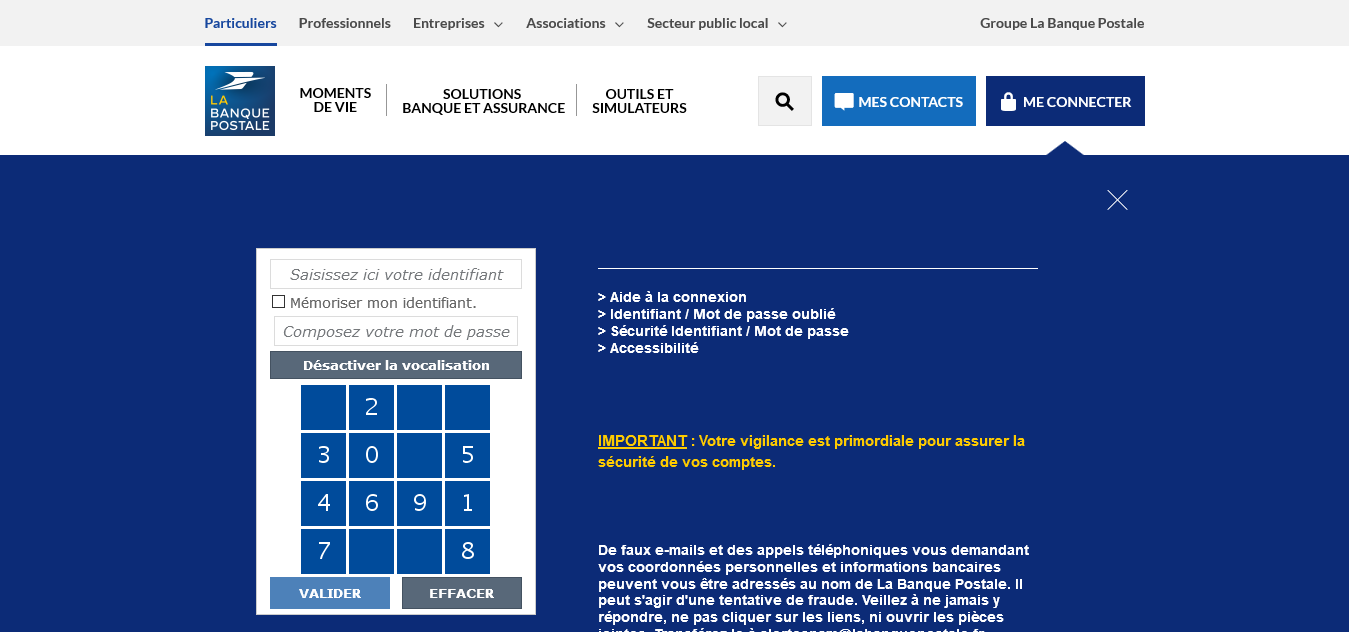 Particuliers Professionnels Entreprises Associations Secteur public local Groupe La Banque Postale
LA
BANQUE
POSTALE
MOMENTS
DE VIE
SOLUTIONS
BANQUE ET ASSURANCE
OUTILS ET
SIMULATEURS
MES CONTACTS
ME CONNECTER
Saisissez ici votre identifiant
Mémoriser mon identifiant.
Composez votre mot de passe
Désactiver la vocalisation
2
3 0 5
4 6 9 1
7 8
VALIDER EFFACER
> Aide à la connexion
> Identifiant / Mot de passe oublié
> Sécurité Identifiant / Mot de passe
> Accessibilité
IMPORTANT : Votre vigilance est primordiale pour assurer la
sécurité de vos comptes.
De faux e-mails et des appels téléphoniques vous demandant
vos coordonnées personnelles et informations bancaires
peuvent vous être adressés au nom de La Banque Postale. Il
peut s'agir d'une tentative de fraude. Veillez à ne jamais y
répondre, ne pas cliquer sur les liens, ni ouvrir les pièces